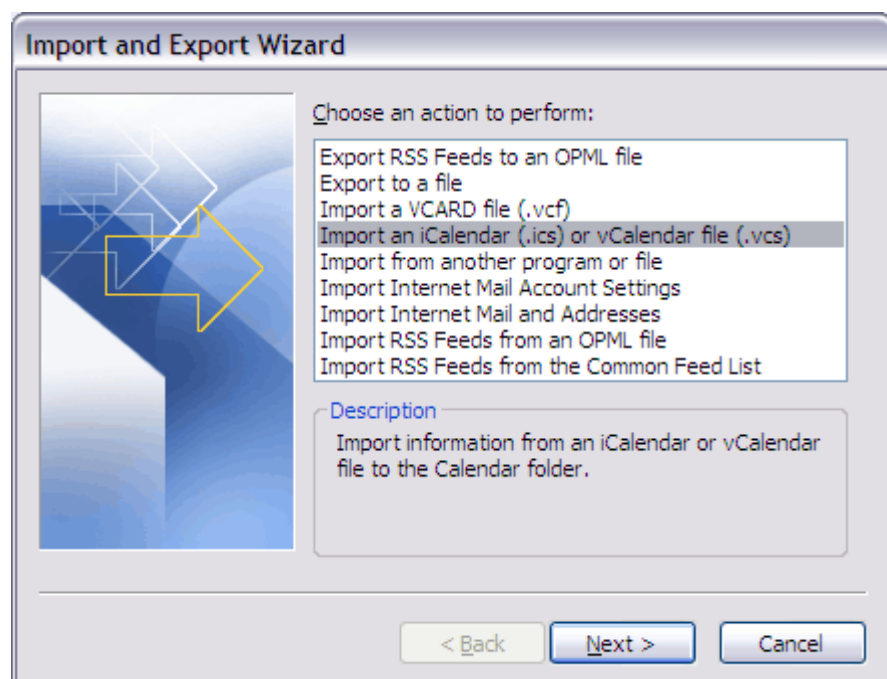 Import and Export Wizard
Choose an action to perform:
Export RSS Feeds to an OPML file
Export to a file
Import a VCARD file (.vcf)
Import an iCalendar (.ics) or vCalendar file (.vcs)
Import from another program or file
Import Internet Mail Account Settings
Import Internet Mail and Addresses
Import RSS Feeds from an OPML file
Import RSS Feeds from the Common Feed List
Description
Import information from an iCalendar or vCalendar
file to the Calendar folder.
< Back Next > Cancel